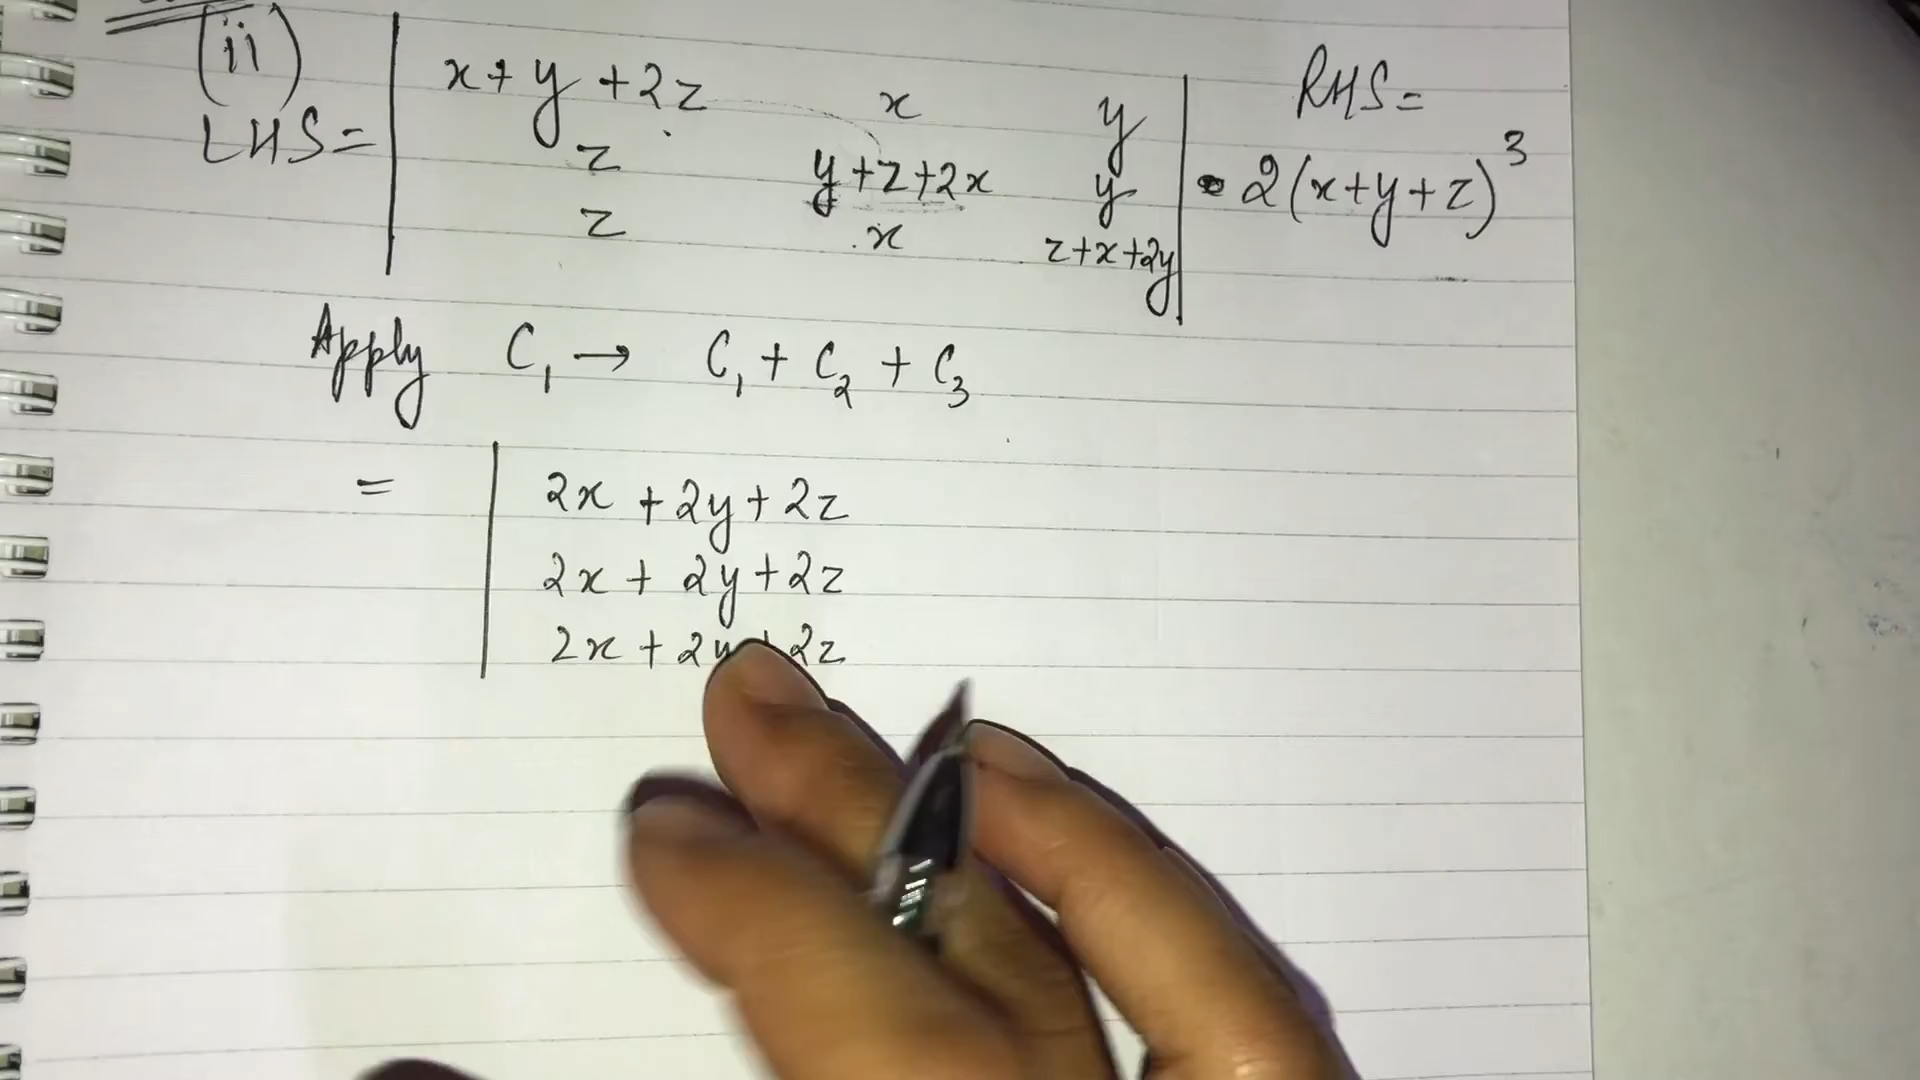 (ii)
LHS = | x+y+2z x y | RHS =
z y+z+2x y 2(x+y+z)³
z x z+x+2y
Apply C₁ → C₁ + C₂ + C₃
= | 2x + 2y + 2z
2x + 2y + 2z
2x + 2y + 2z